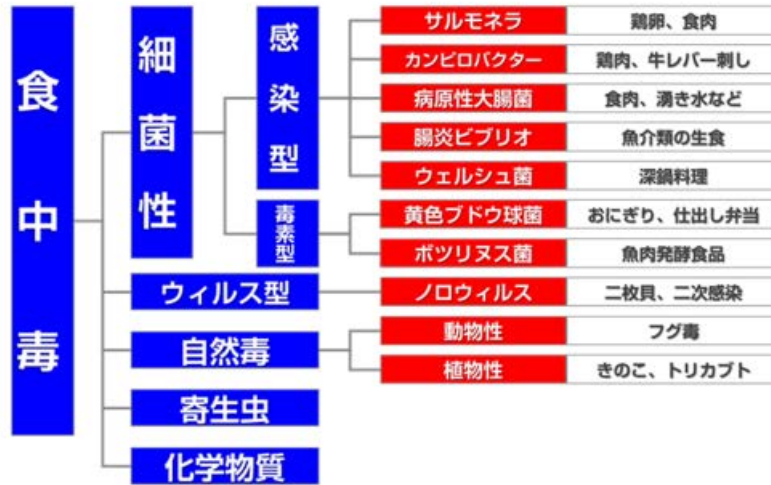 食中毒
細菌性
感染型
サルモネラ 鶏卵、食肉
カンピロバクター 鶏肉、牛レバー刺し
病原性大腸菌 食肉、湧き水など
腸炎ビブリオ 魚介類の生食
ウェルシュ菌 深鍋料理
毒素型
黄色ブドウ球菌 おにぎり、仕出し弁当
ボツリヌス菌 魚肉発酵食品
ウィルス型 ノロウィルス 二枚貝、二次感染
自然毒
動物性 フグ毒
植物性 きのこ、トリカブト
寄生虫
化学物質